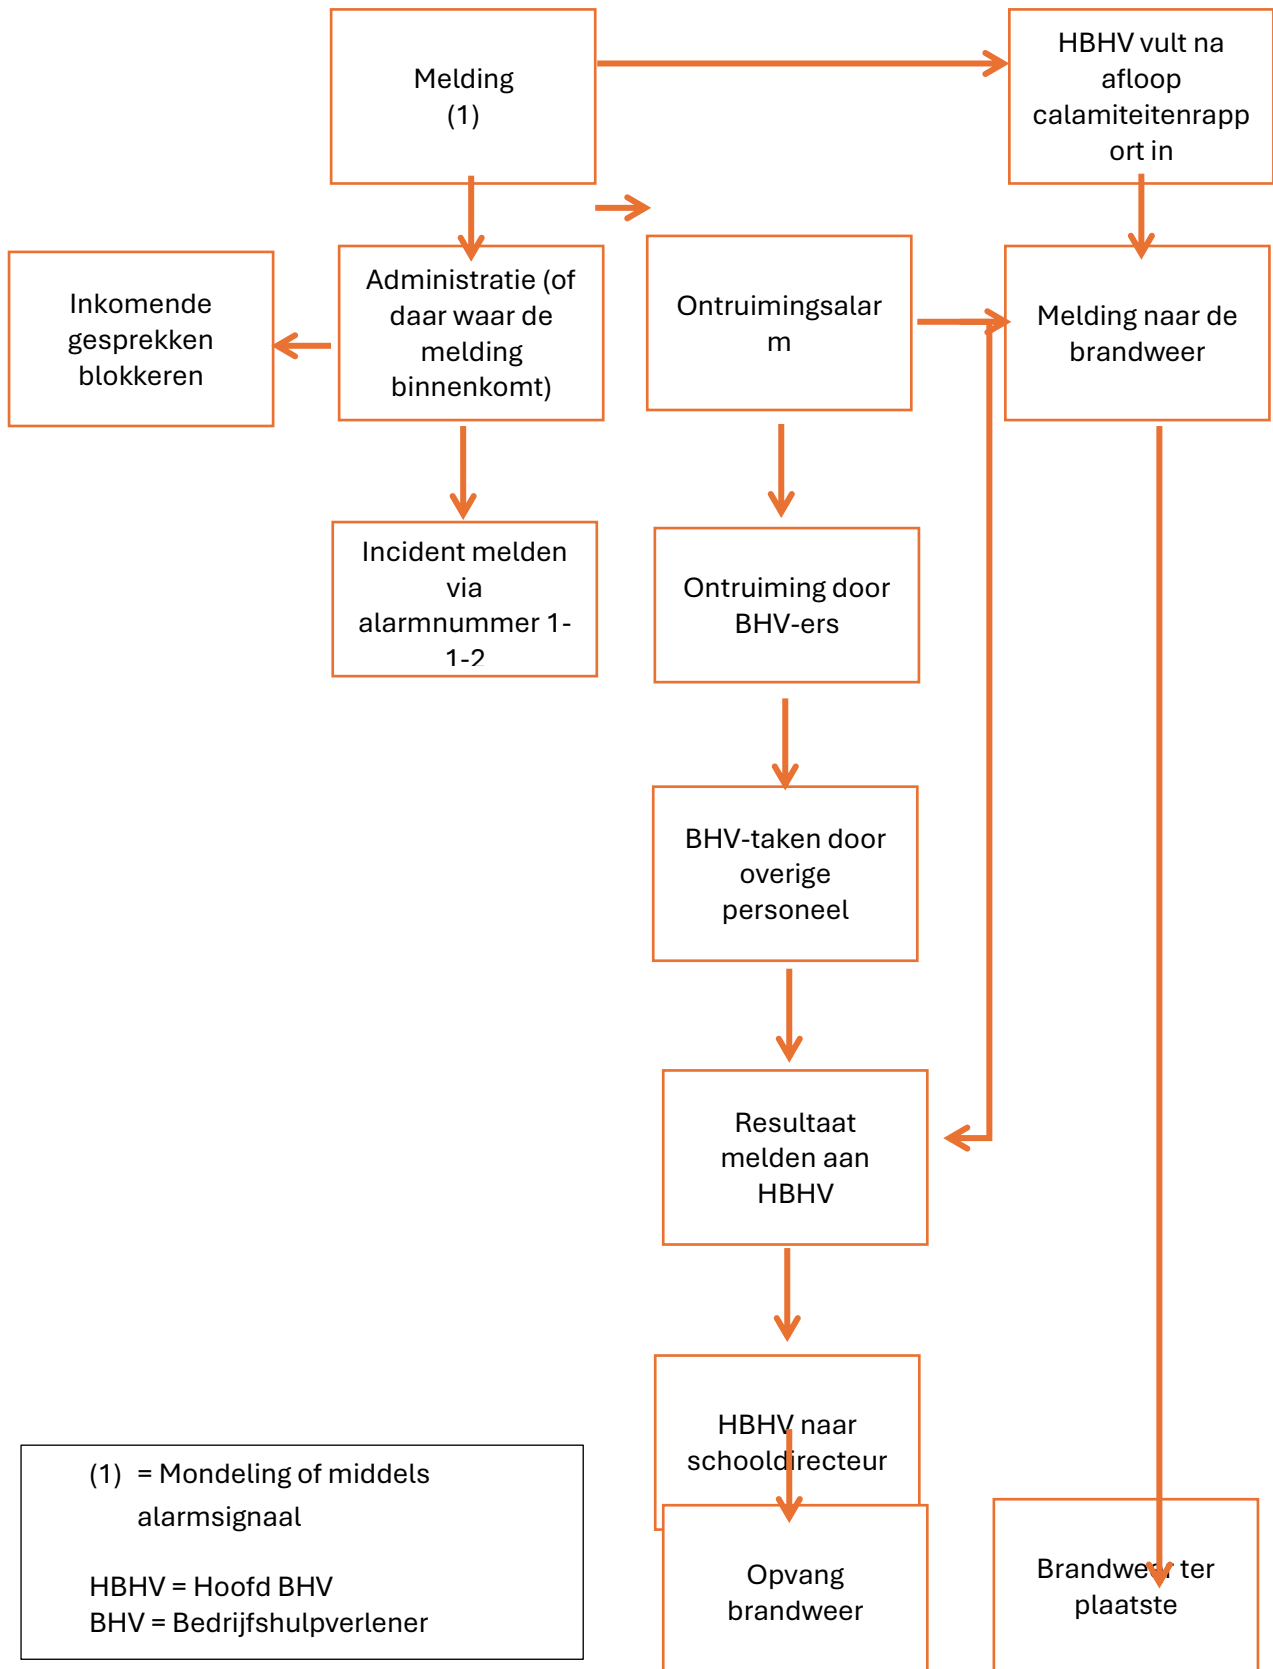 Melding
(1)
HBHV vult na
afloop
calamiteitenrapp
ort in
Inkomende
gesprekken
blokkeren
Administratie (of
daar waar de
melding
binnenkomt)
Ontruimingsalar
m
Melding naar de
brandweer
Incident melden
via
alarmnummer 1-
1-2
Ontruiming door
BHV-ers
BHV-taken door
overige
personeel
Resultaat
melden aan
HBHV
HBHV naar
schooldirecteur
(1) = Mondeling of middels
alarmsignaal
HBHV = Hoofd BHV
BHV = Bedrijfshulpverlener
Opvang
brandweer
Brandweer ter
plaatste